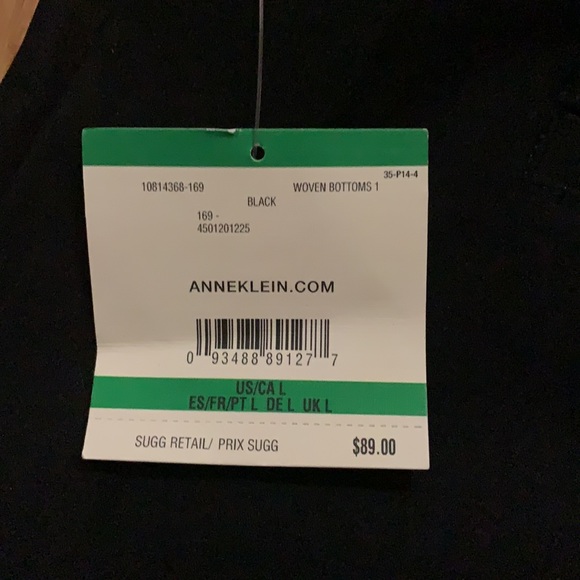 35-P14-4
10814368-169 WOVEN BOTTOMS 1
BLACK
169 -
4501201225
ANNEKLEIN.COM
0 93488 89127 7
US/CA L
ES/FR/PT L DE L UK L
SUGG RETAIL/ PRIX SUGG $89.00